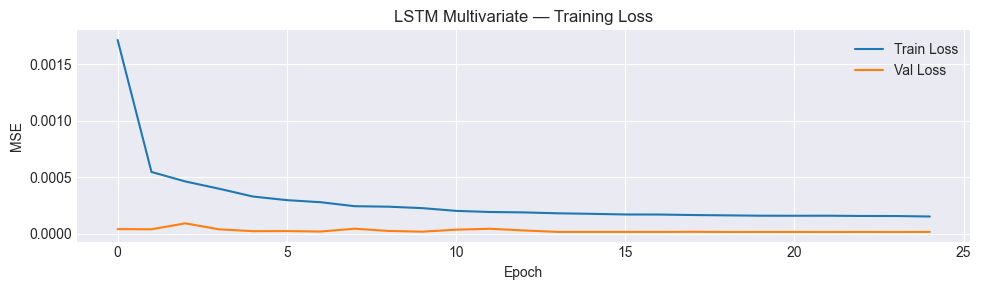 LSTM Multivariate — Training Loss
Train Loss
Val Loss
MSE
0.0015
0.0010
0.0005
0.0000
0 5 10 15 20 25
Epoch